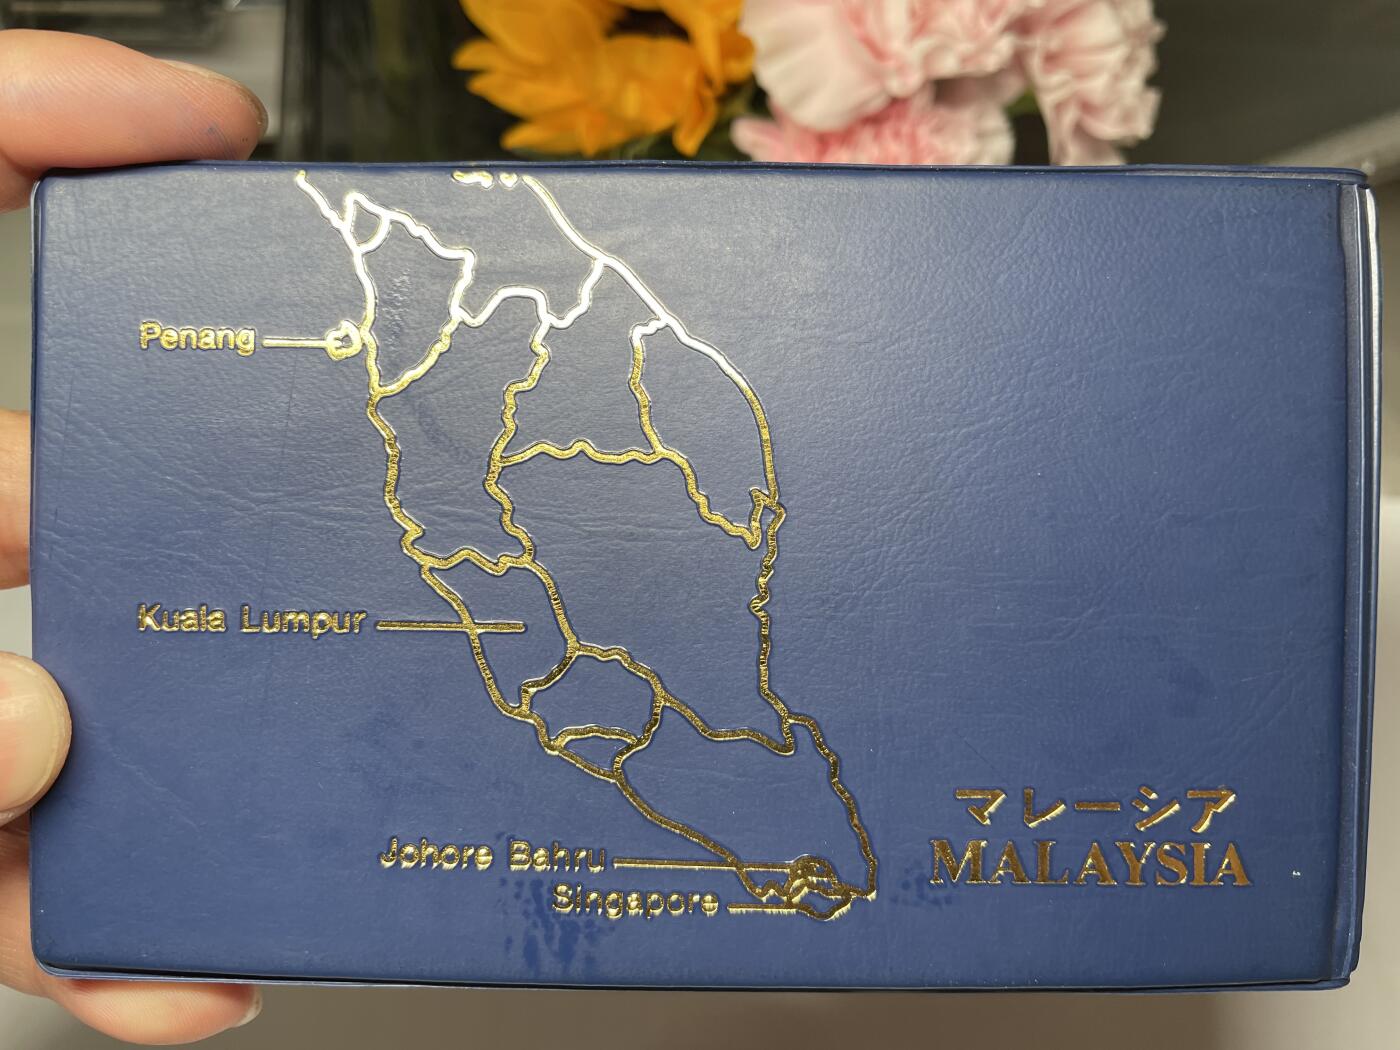 Penang
Kuala Lumpur
Johore Bahru
Singapore
マレーシア
MALAYSIA